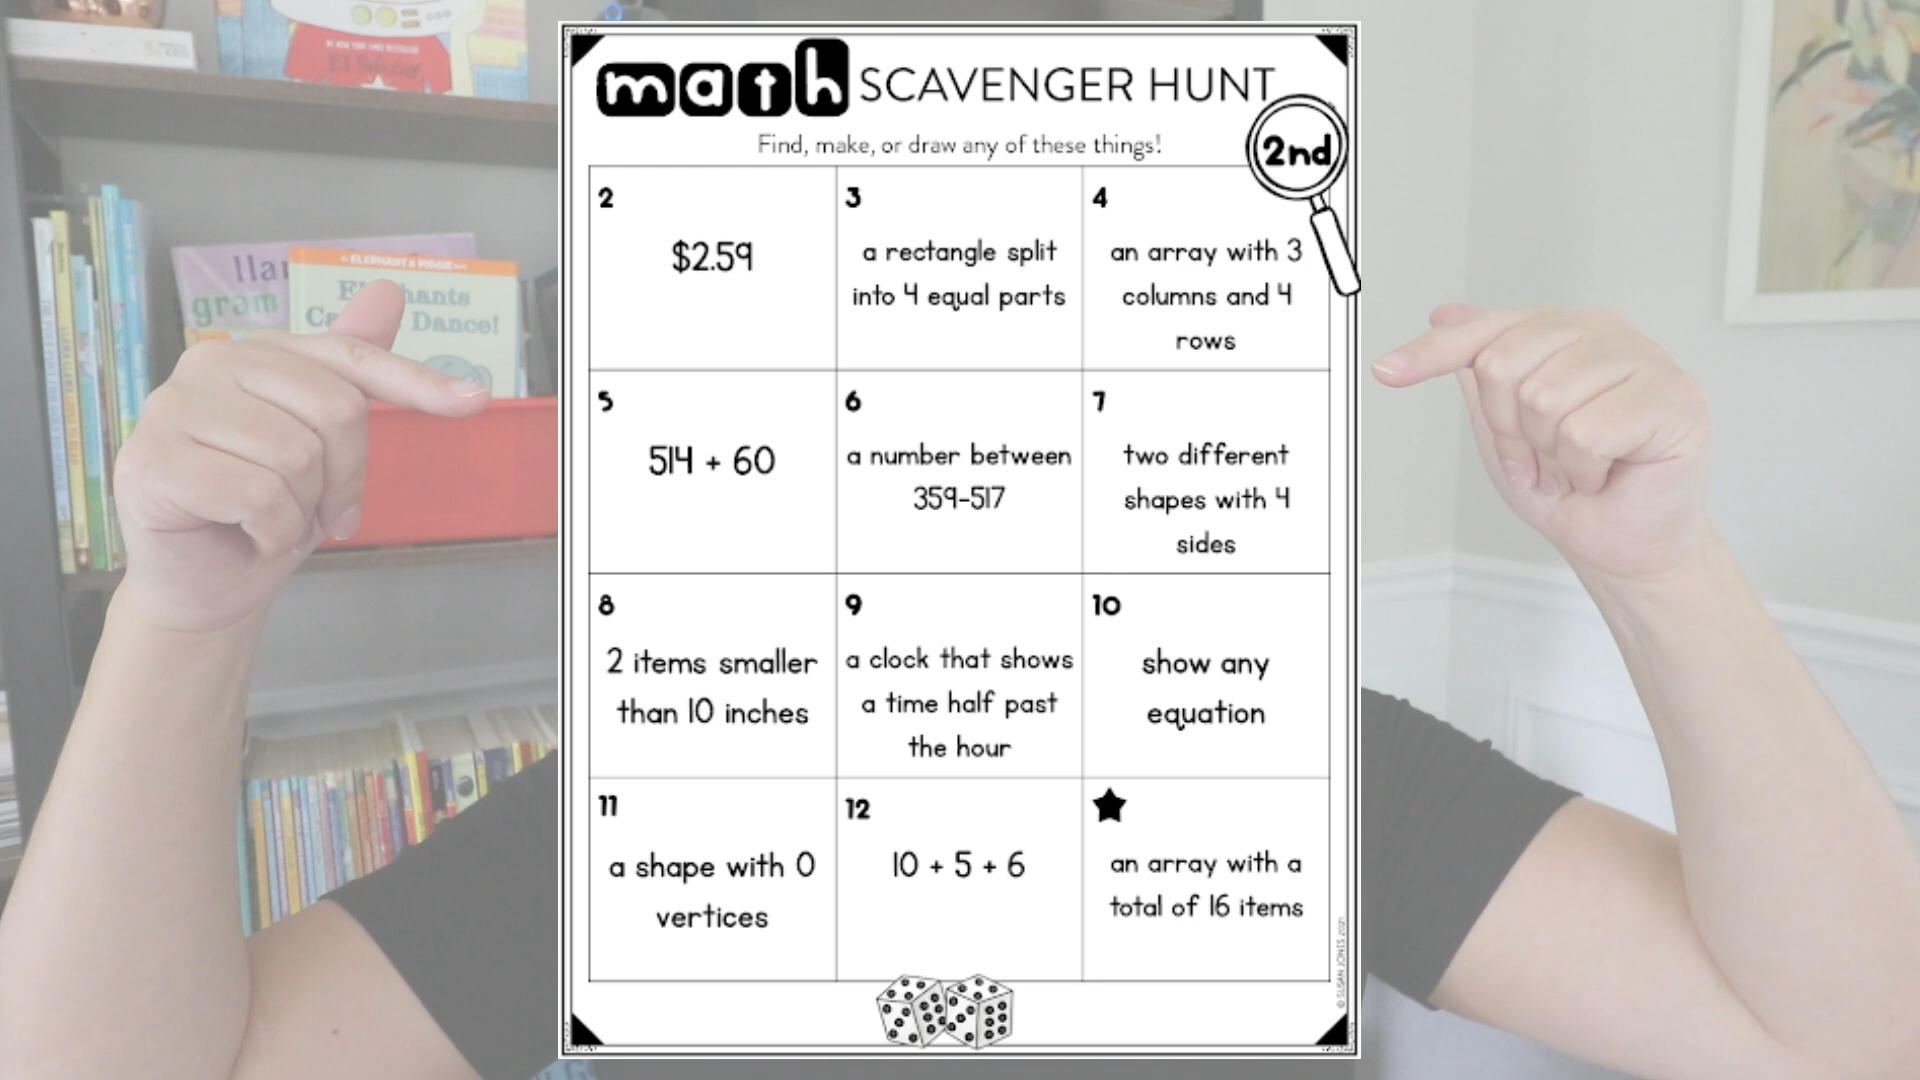 math SCAVENGER HUNT
Find, make, or draw any of these things!
2nd
2
$2.59
3
a rectangle split
into 4 equal parts
4
an array with 3
columns and 4
rows
5
514 + 60
6
a number between
359-517
7
two different
shapes with 4
sides
8
2 items smaller
than 10 inches
9
a clock that shows
a time half past
the hour
10
show any
equation
11
a shape with 0
vertices
12
10 + 5 + 6
an array with a
total of 16 items
© SUSAN JONES 2021
AN ELEPHANT & PIGGIE
Dance!
gram